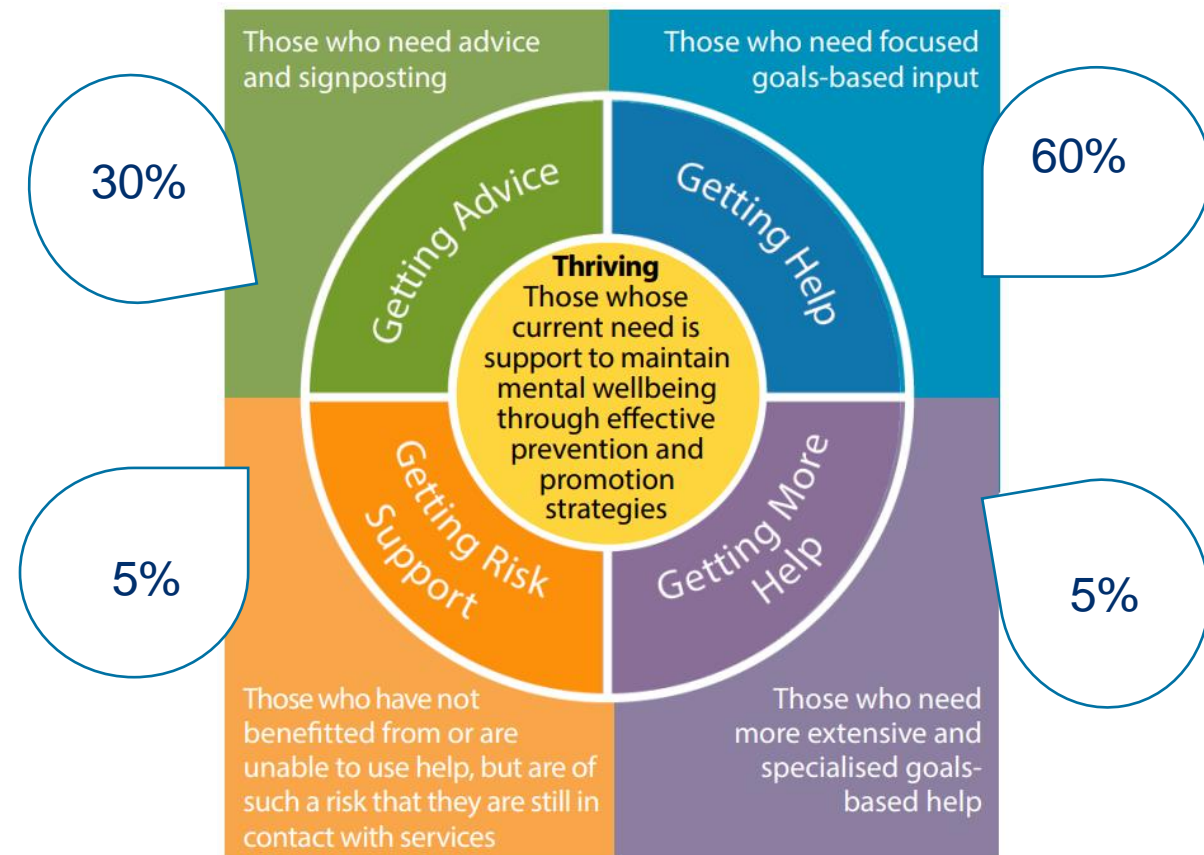 Those who need advice
and signposting
Those who need focused
goals-based input
30%
60%
Getting Advice
Getting Help
Thriving
Those whose
current need is
support to maintain
mental wellbeing
through effective
prevention and
promotion
strategies
Getting Risk
Support
Getting More
Help
5%
5%
Those who have not
benefitted from or are
unable to use help, but are of
such a risk that they are still in
contact with services
Those who need
more extensive and
specialised goals-
based help